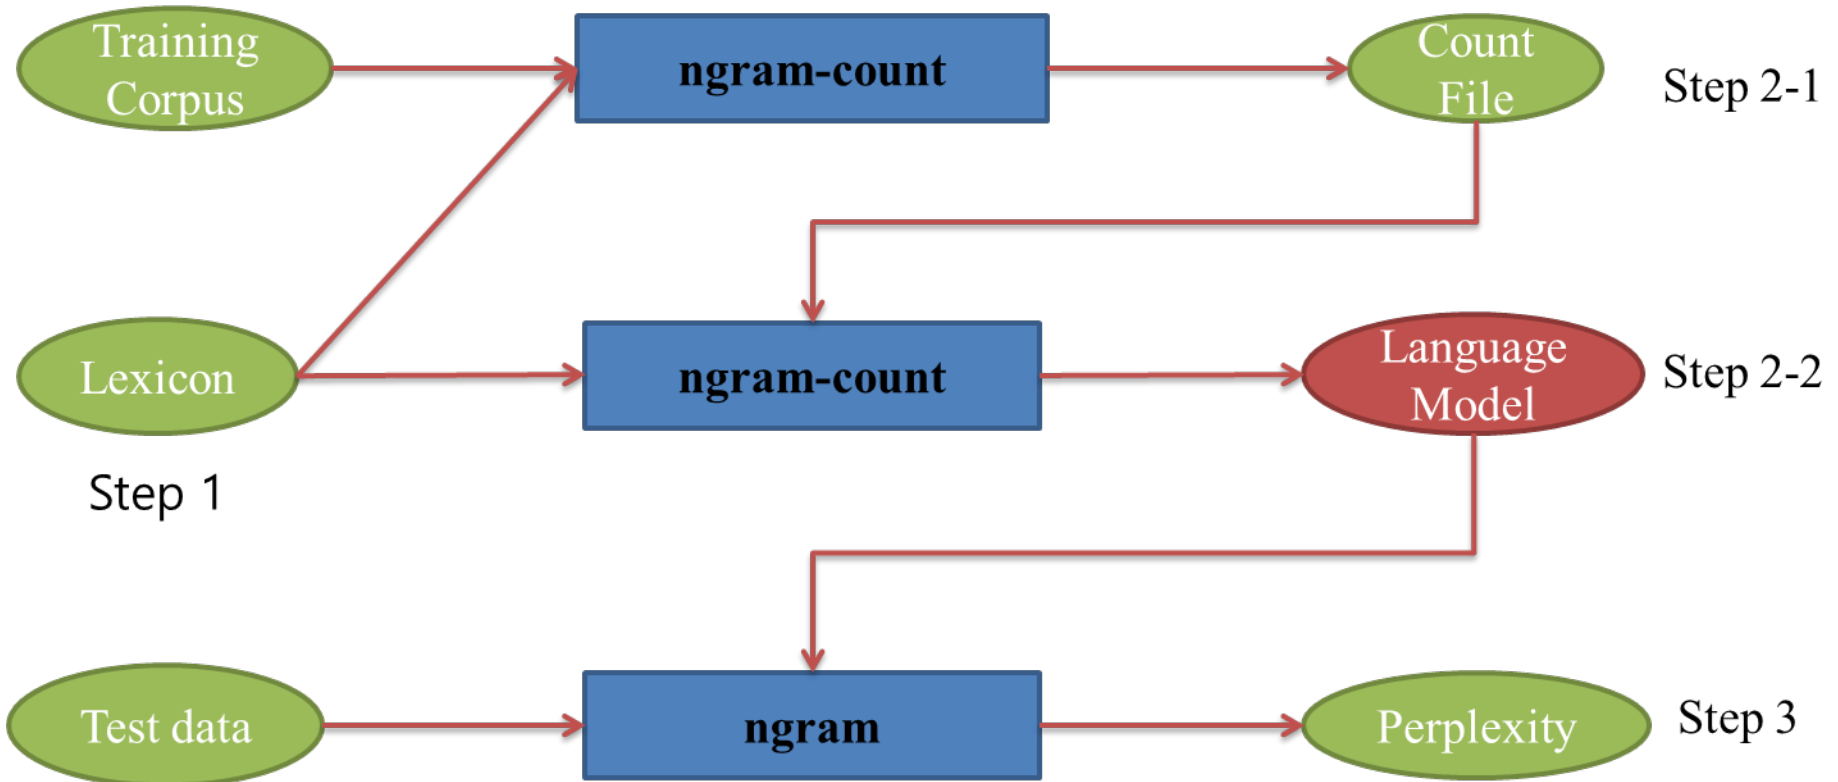 Training
Corpus
ngram-count
Count
File
Step 2-1
Lexicon
ngram-count
Language
Model
Step 2-2
Step 1
Test data
ngram
Perplexity
Step 3